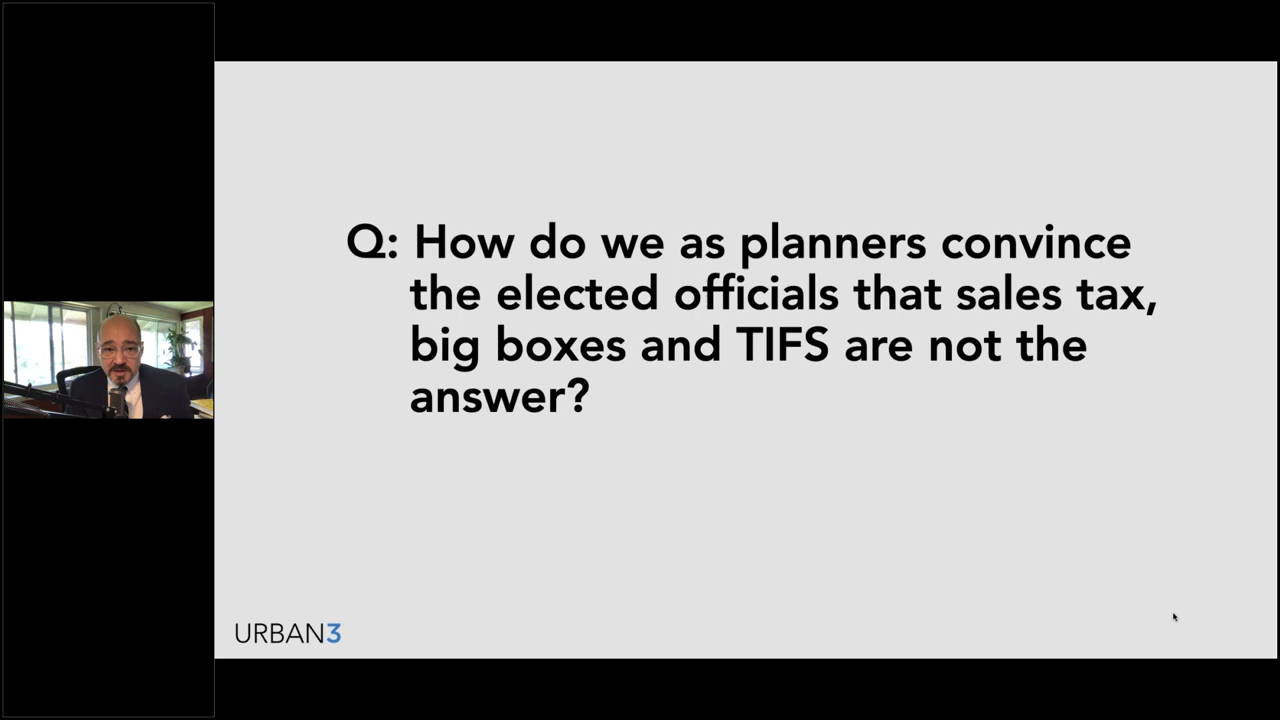 Q: How do we as planners convince
the elected officials that sales tax,
big boxes and TIFS are not the
answer?
URBAN3